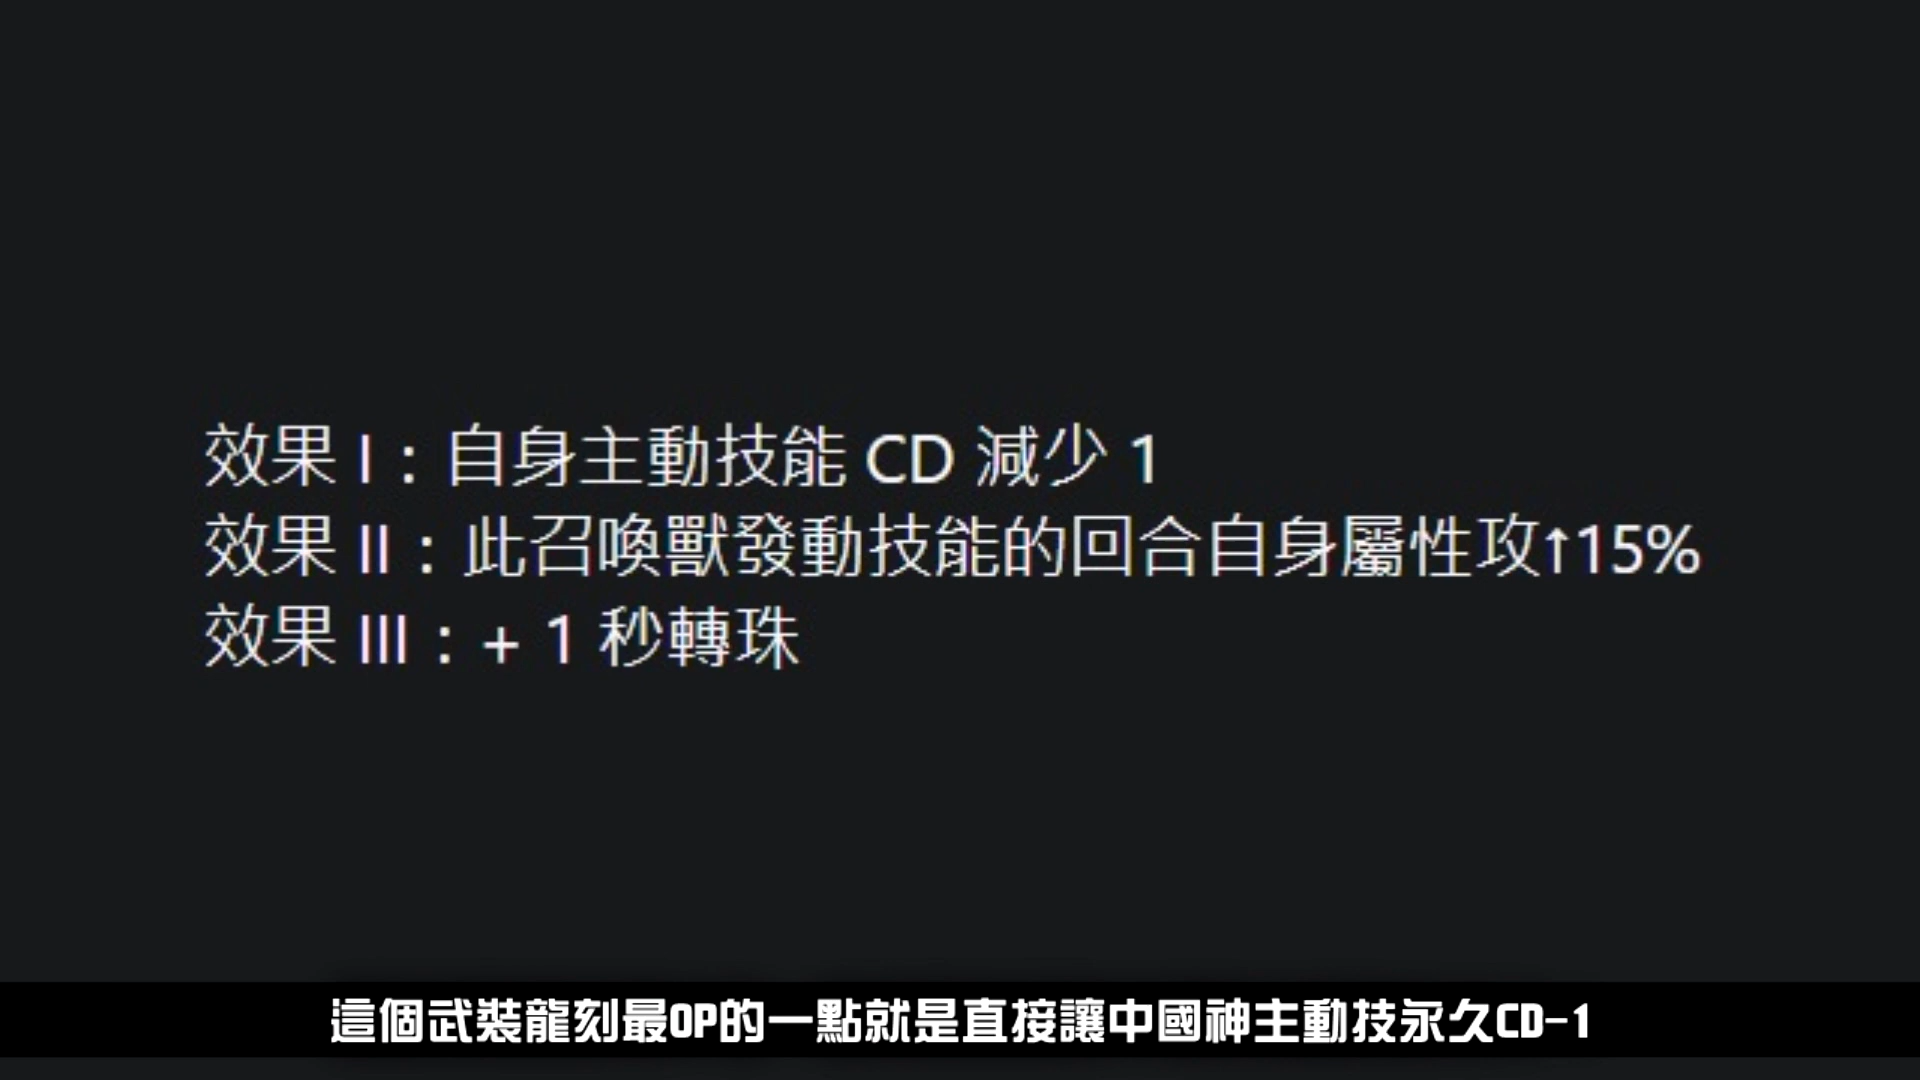 效果 I：自身主動技能 CD 減少 1
效果 II：此召喚獸發動技能的回合自身屬性攻↑15%
效果 III：+ 1 秒轉珠
這個武裝龍刻最OP的一點就是直接讓中國神主動技永久CD-1